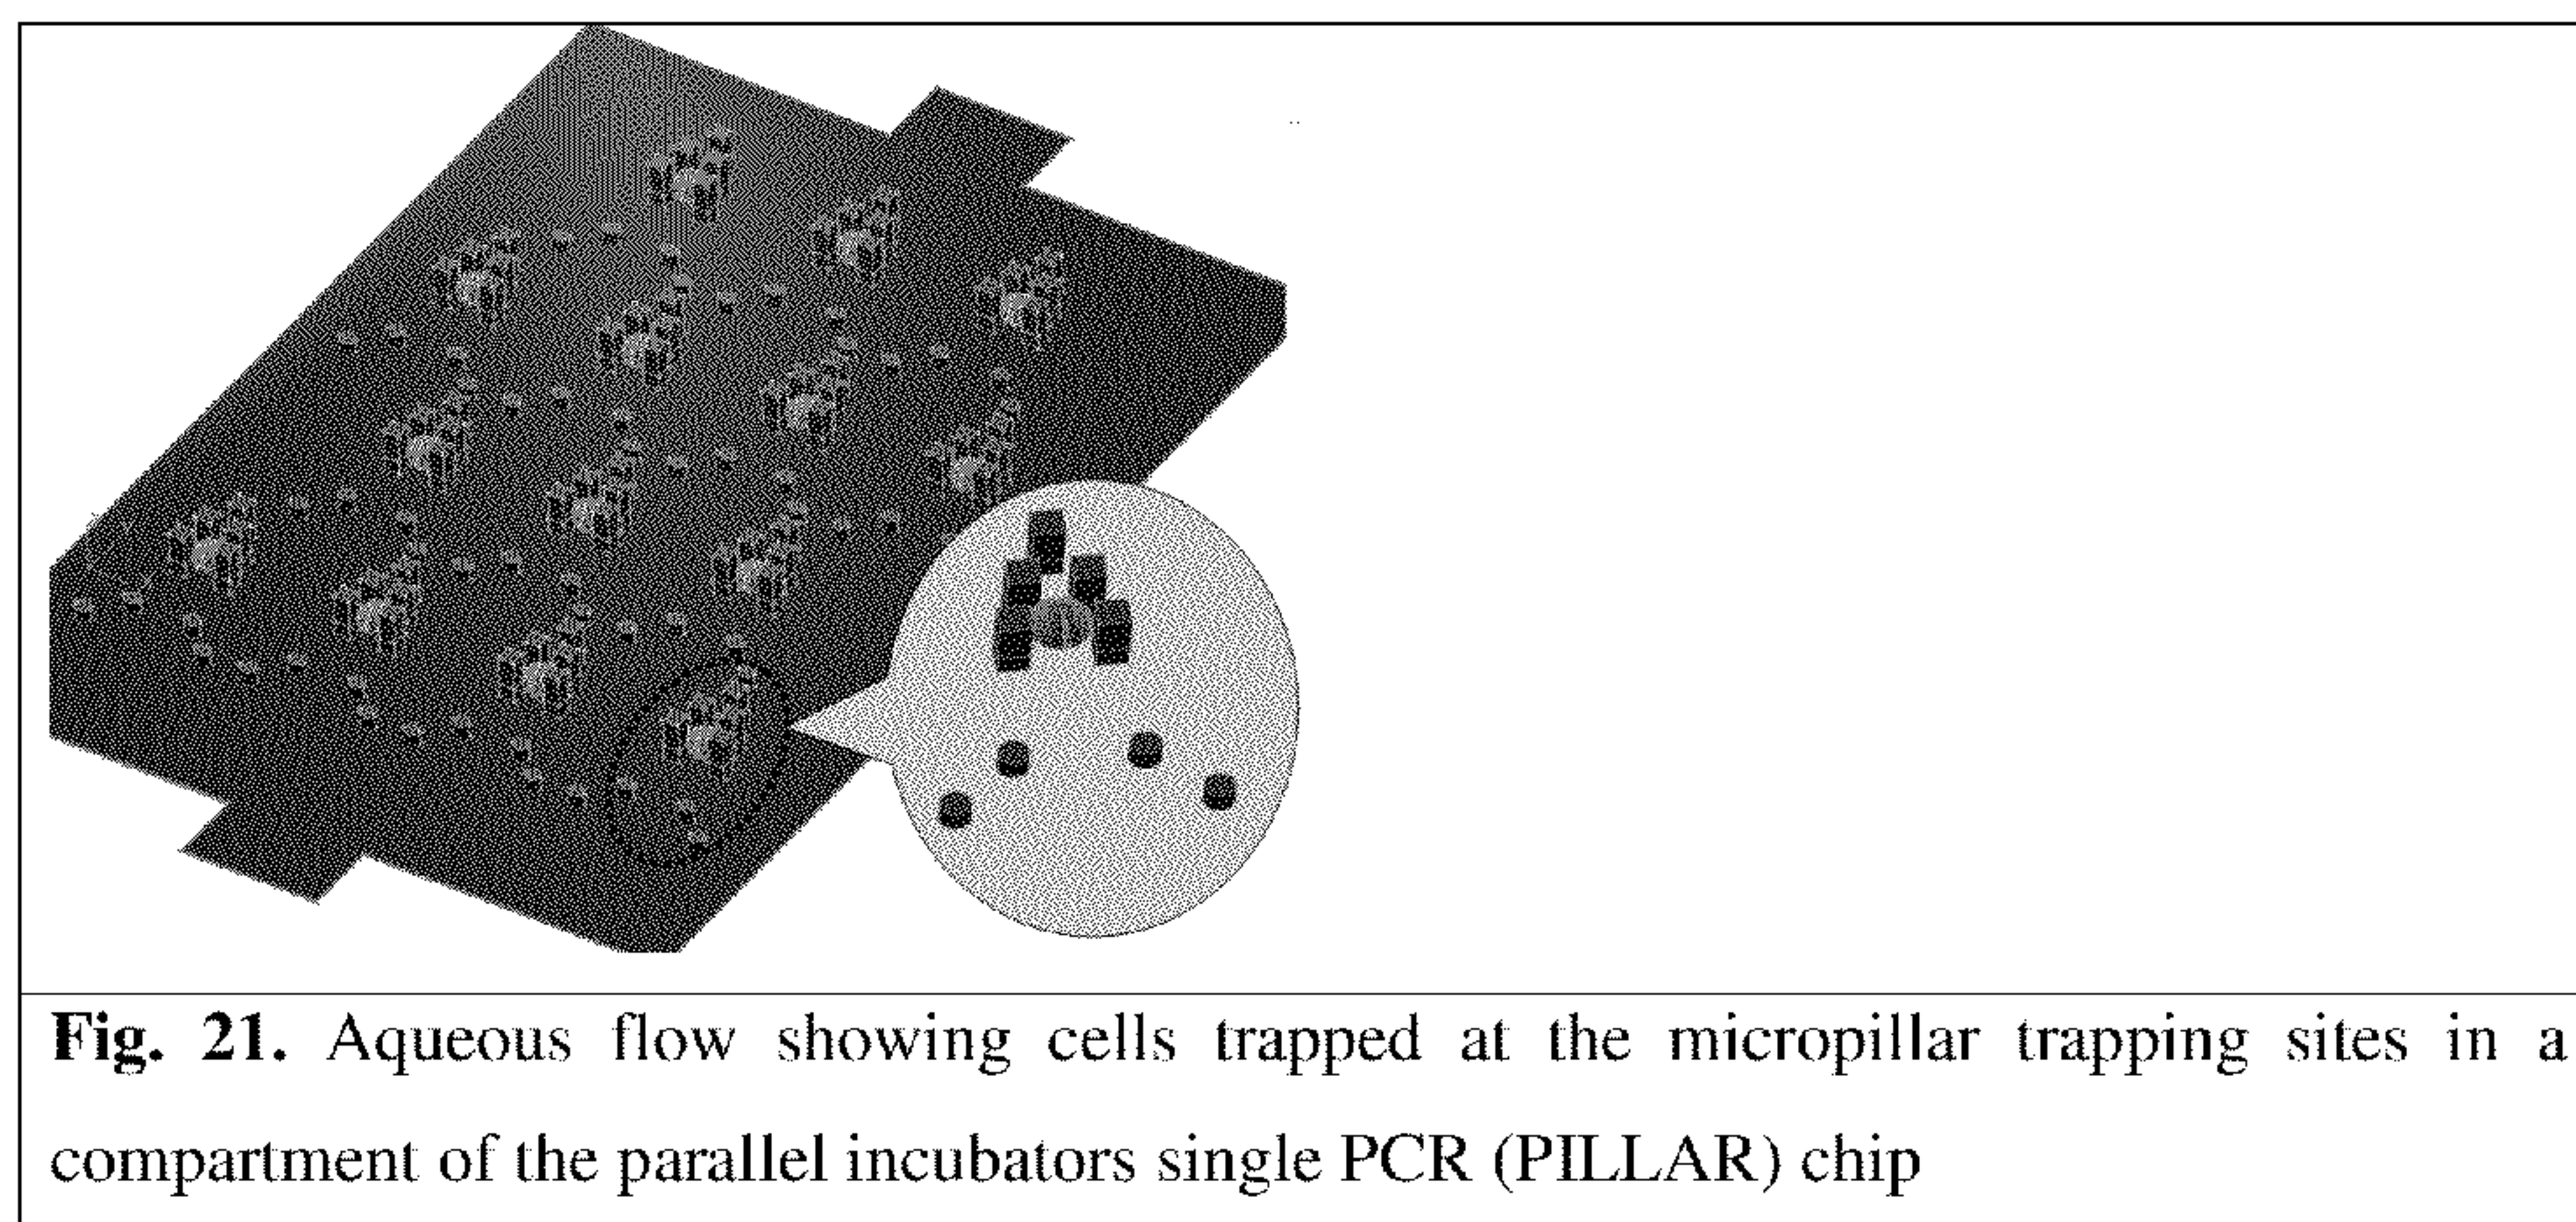 Fig. 21. Aqueous flow showing cells trapped at the micropillar trapping sites in a
compartment of the parallel incubators single PCR (PILLAR) chip